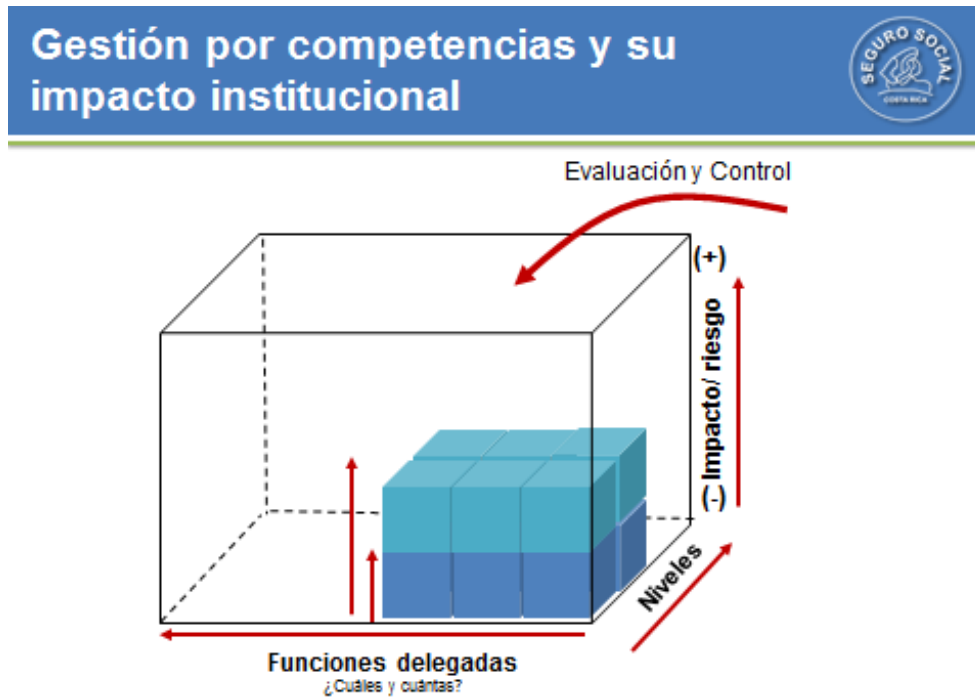 Gestión por competencias y su
impacto institucional
SEGURO SOCIAL
COSTA RICA
Evaluación y Control
(+)
Impacto/ riesgo
(-)
Niveles
Funciones delegadas
¿Cuáles y cuántas?